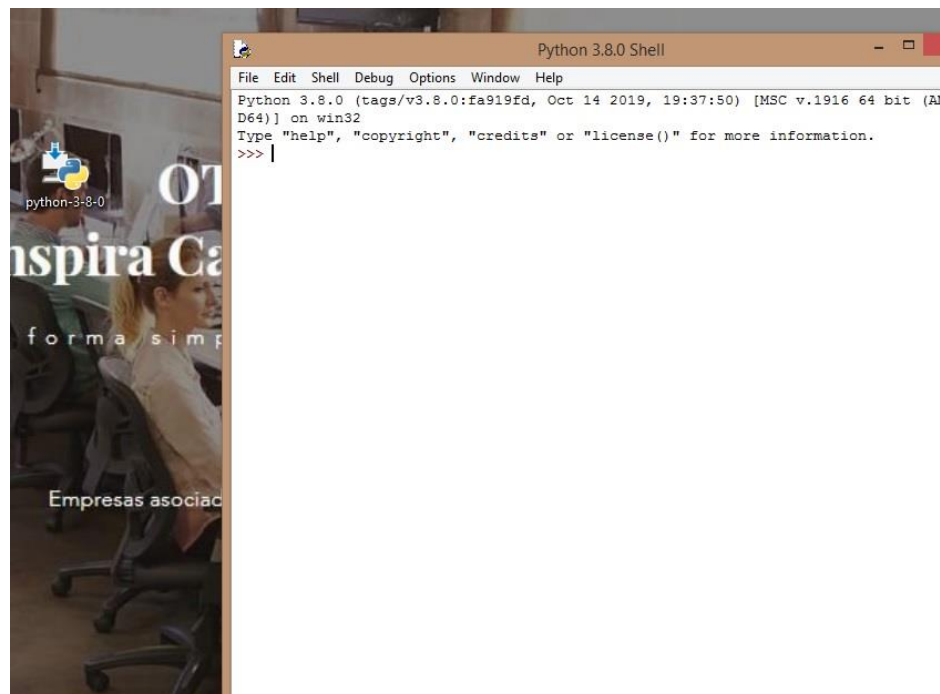 Python 3.8.0 Shell
File Edit Shell Debug Options Window Help
Python 3.8.0 (tags/v3.8.0:fa919fd, Oct 14 2019, 19:37:50) [MSC v.1916 64 bit (A
D64)] on win32
Type "help", "copyright", "credits" or "license()" for more information.
>>>
python-3-8-0
OT
nspira Ca
forma simp
Empresas asociad